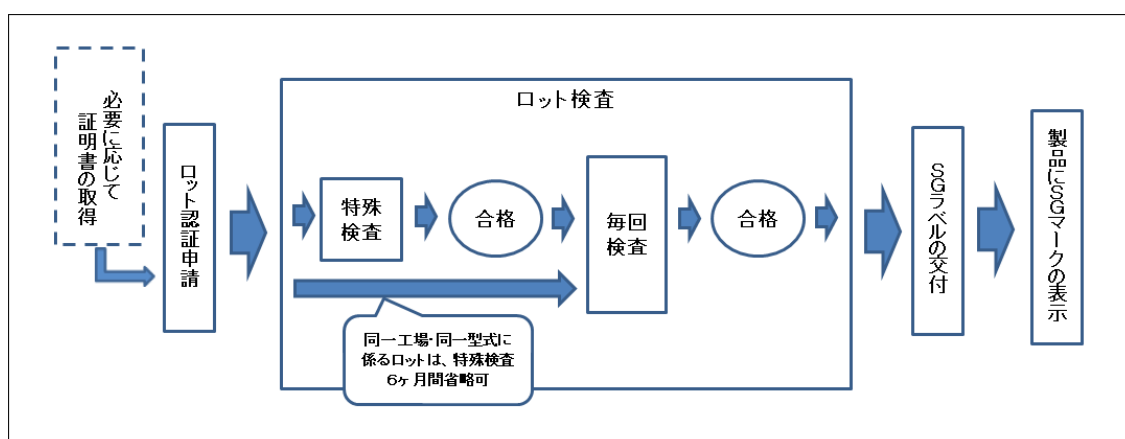 必要に応じて
証明書の取得
ロット認証申請
ロット検査
特殊
検査
合格
毎回
検査
合格
同一工場・同一型式に
係るロットは、特殊検査
6ヶ月間省略可
SGラベルの交付
製品にSGマークの表示